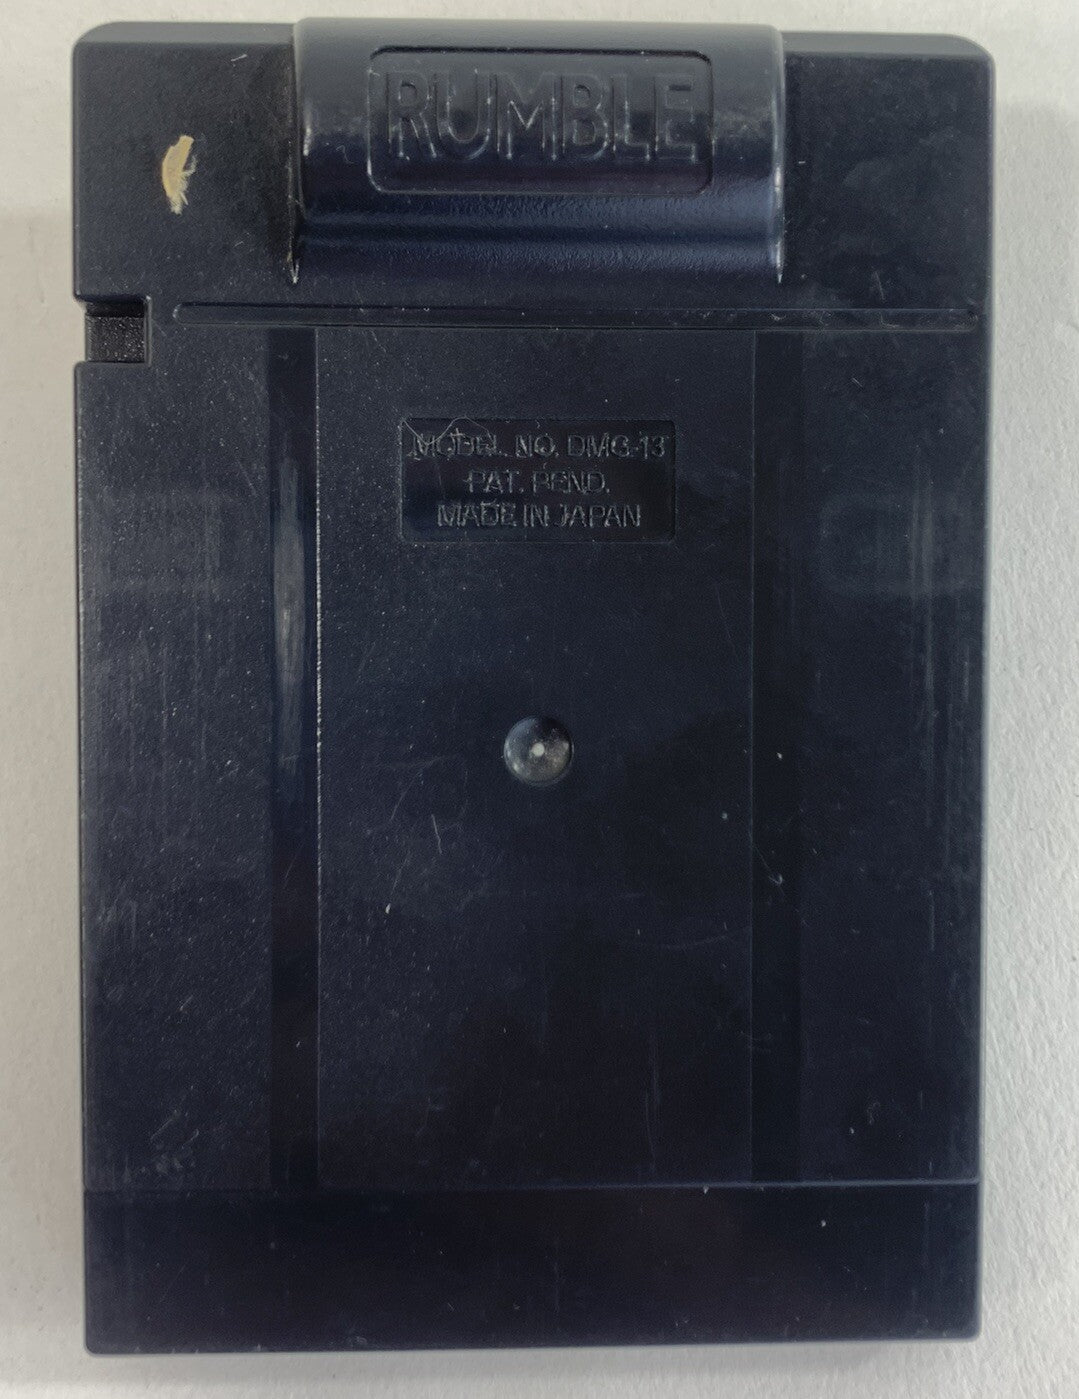 RUMBLE
MODEL NO. DMG-13
PAT. PEND.
MADE IN JAPAN